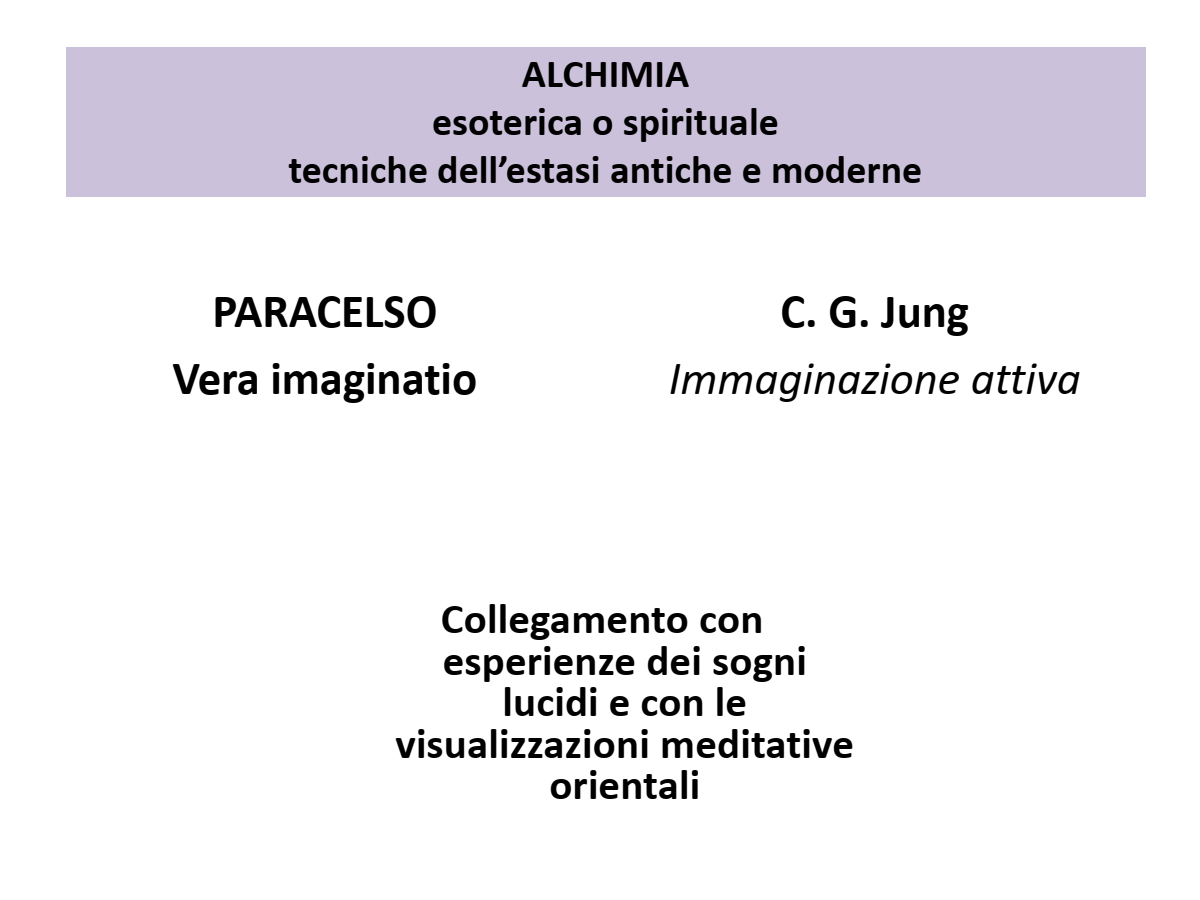 ALCHIMIA
esoterica o spirituale
tecniche dell’estasi antiche e moderne
PARACELSO
Vera imaginatio
C. G. Jung
Immaginazione attiva
Collegamento con
esperienze dei sogni
lucidi e con le
visualizzazioni meditative
orientali